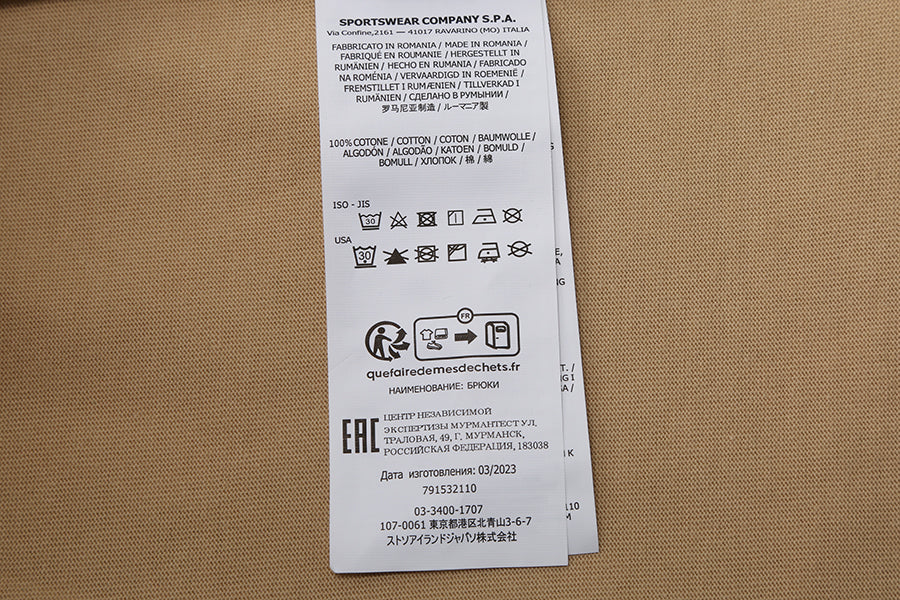 SPORTSWEAR COMPANY S.P.A.
Via Confine,2161 — 41017 RAVARINO (MO) ITALIA
FABBRICATO IN ROMANIA / MADE IN ROMANIA /
FABRIQUÉ EN ROUMANIE / HERGESTELLT IN
RUMÄNIEN / HECHO EN RUMANIA / FABRICADO
NA ROMÉNIA / VERVAARDIGD IN ROEMENIË /
FREMSTILLET I RUMÆNIEN / TILLVERKAD I
RUMÄNIEN / СДЕЛАНО В РУМЫНИИ /
罗马尼亚制造 / ルーマニア製
100% COTONE / COTTON / COTON / BAUMWOLLE /
ALGODÓN / ALGODÃO / KATOEN / BOMULD /
BOMULL / ХЛОПОК / 棉 / 綿
ISO - JIS
30
USA
30
FR
quefairedemesdechets.fr
НАИМЕНОВАНИЕ: БРЮКИ
EAC
ЦЕНТР НЕЗАВИСИМОЙ
ЭКСПЕРТИЗЫ МУРМАНТЕСТ УЛ.
ТРАЛОВАЯ, 49, Г. МУРМАНСК,
РОССИЙСКАЯ ФЕДЕРАЦИЯ, 183038
Дата изготовления: 03/2023
791532110
03-3400-1707
107-0061 東京都港区北青山3-6-7
ストソアイランドジャパソ株式会社